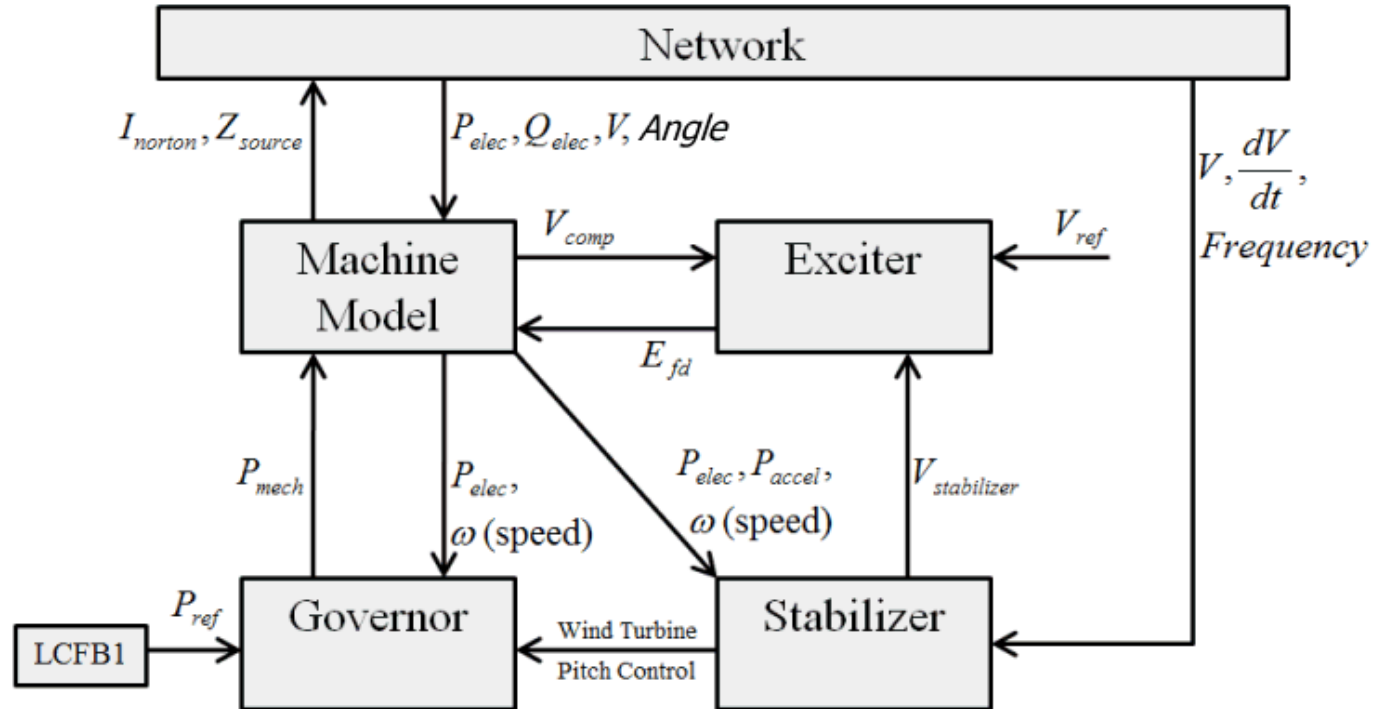 Network
I_norton, Z_source
P_elec, Q_elec, V, Angle
V, dV/dt,
Frequency
Machine
Model
V_comp
Exciter
V_ref
E_fd
P_mech
P_elec,
ω (speed)
P_elec, P_accel,
ω (speed)
V_stabilizer
LCFB1
P_ref
Governor
Wind Turbine
Pitch Control
Stabilizer